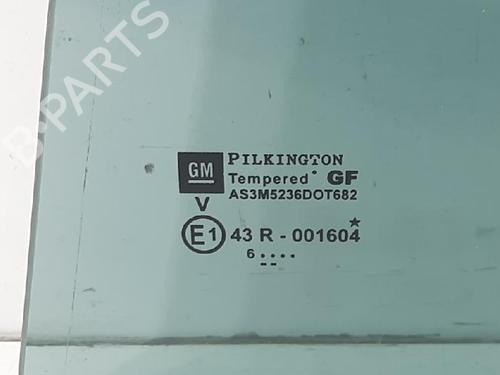 GM PILKINGTON
Tempered GF
AS3M5236DOT682
V
E1 43 R - 001604
6 ....
--
B-PARTS